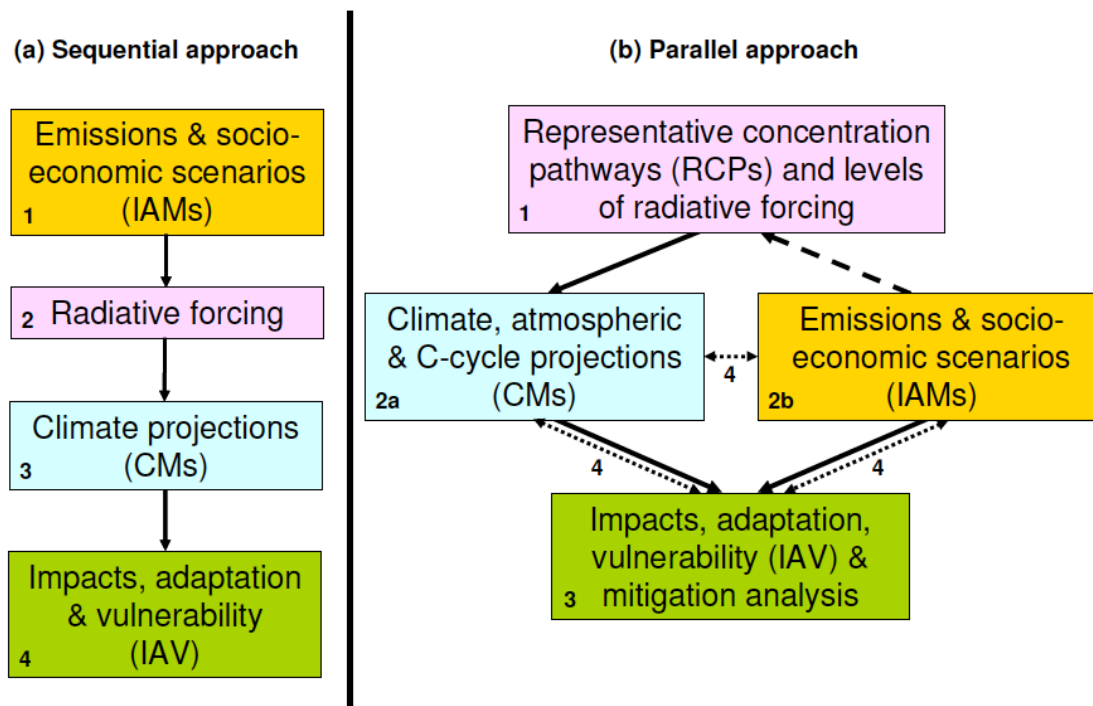 (a) Sequential approach
Emissions & socio-
economic scenarios
(IAMs)
1
2
Radiative forcing
Climate projections
(CMs)
3
Impacts, adaptation
& vulnerability
(IAV)
4
(b) Parallel approach
Representative concentration
pathways (RCPs) and levels
of radiative forcing
1
Climate, atmospheric
& C-cycle projections
(CMs)
2a
4
Emissions & socio-
economic scenarios
(IAMs)
2b
4
4
Impacts, adaptation,
vulnerability (IAV) &
mitigation analysis
3